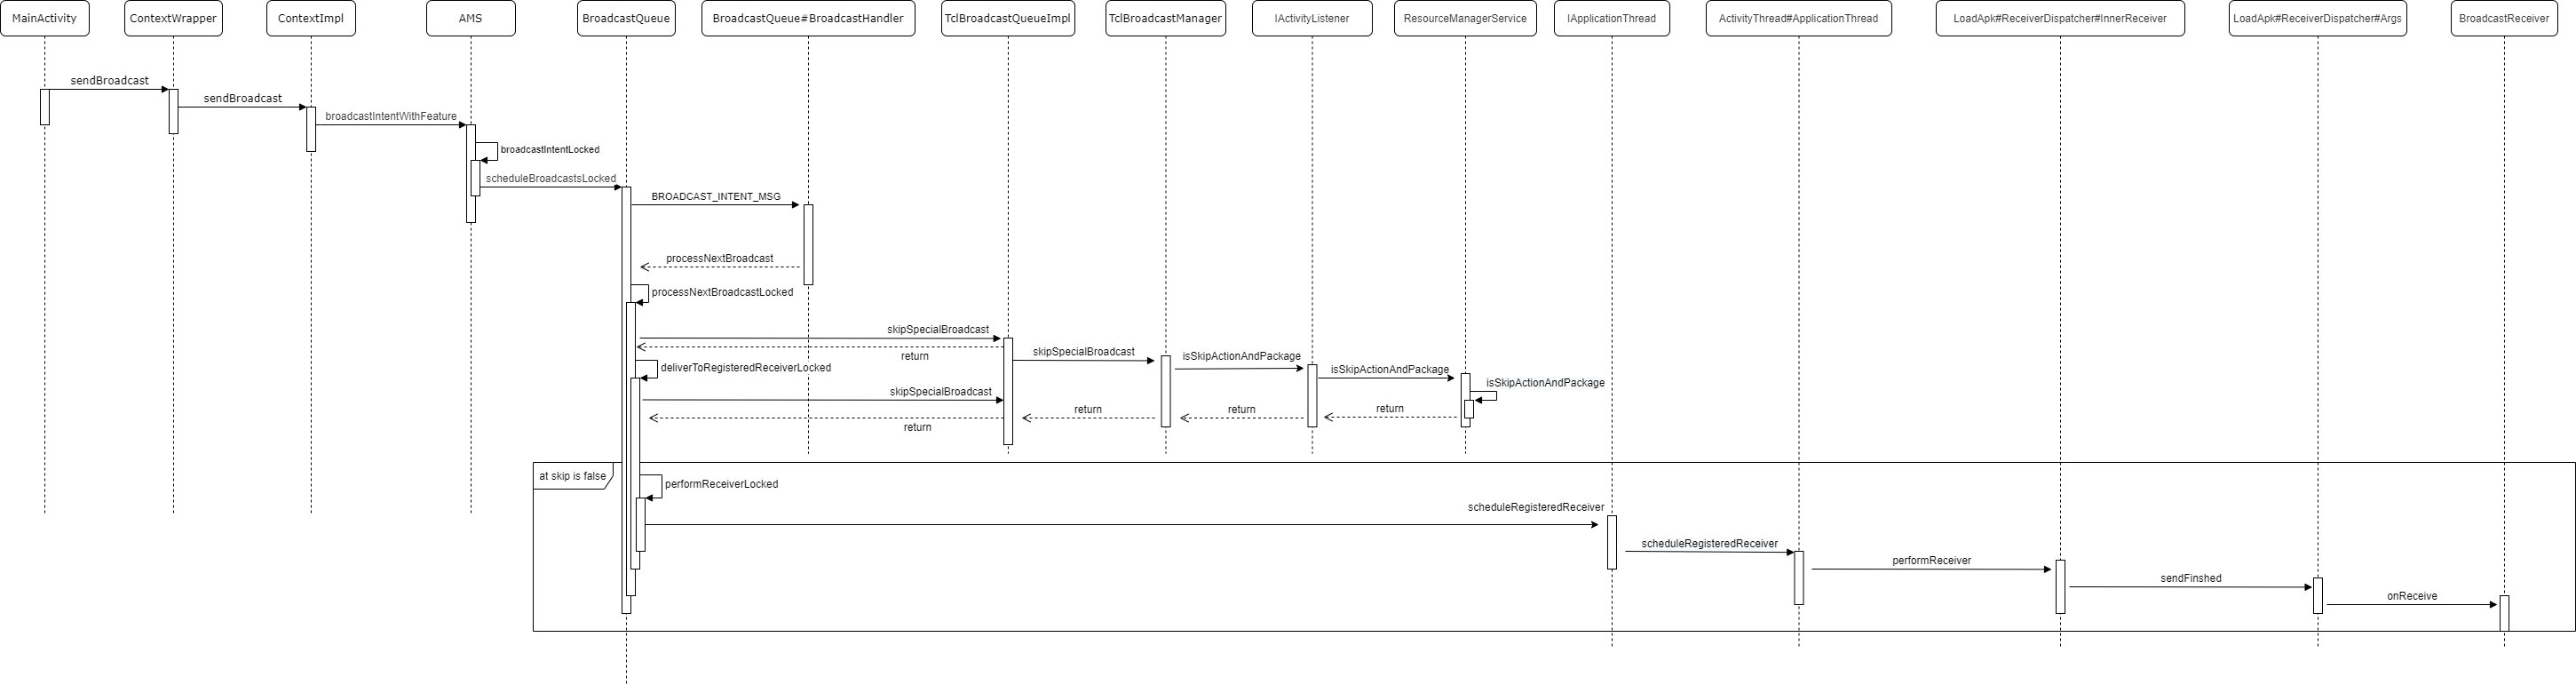 MainActivity
ContextWrapper
ContextImpl
AMS
BroadcastQueue
BroadcastQueue#BroadcastHandler
TclBroadcastQueueImpl
TclBroadcastManager
IActivityListener
ResourceManagerService
IApplicationThread
ActivityThread#ApplicationThread
LoadApk#ReceiverDispatcher#InnerReceiver
LoadApk#ReceiverDispatcher#Args
BroadcastReceiver
sendBroadcast
sendBroadcast
broadcastIntentWithFeature
broadcastIntentLocked
scheduleBroadcastsLocked
BROADCAST_INTENT_MSG
processNextBroadcast
processNextBroadcastLocked
skipSpecialBroadcast
return
skipSpecialBroadcast
isSkipActionAndPackage
deliverToRegisteredReceiverLocked
isSkipActionAndPackage
isSkipActionAndPackage
skipSpecialBroadcast
return
return
return
return
at skip is false
performReceiverLocked
scheduleRegisteredReceiver
scheduleRegisteredReceiver
performReceiver
sendFinshed
onReceive